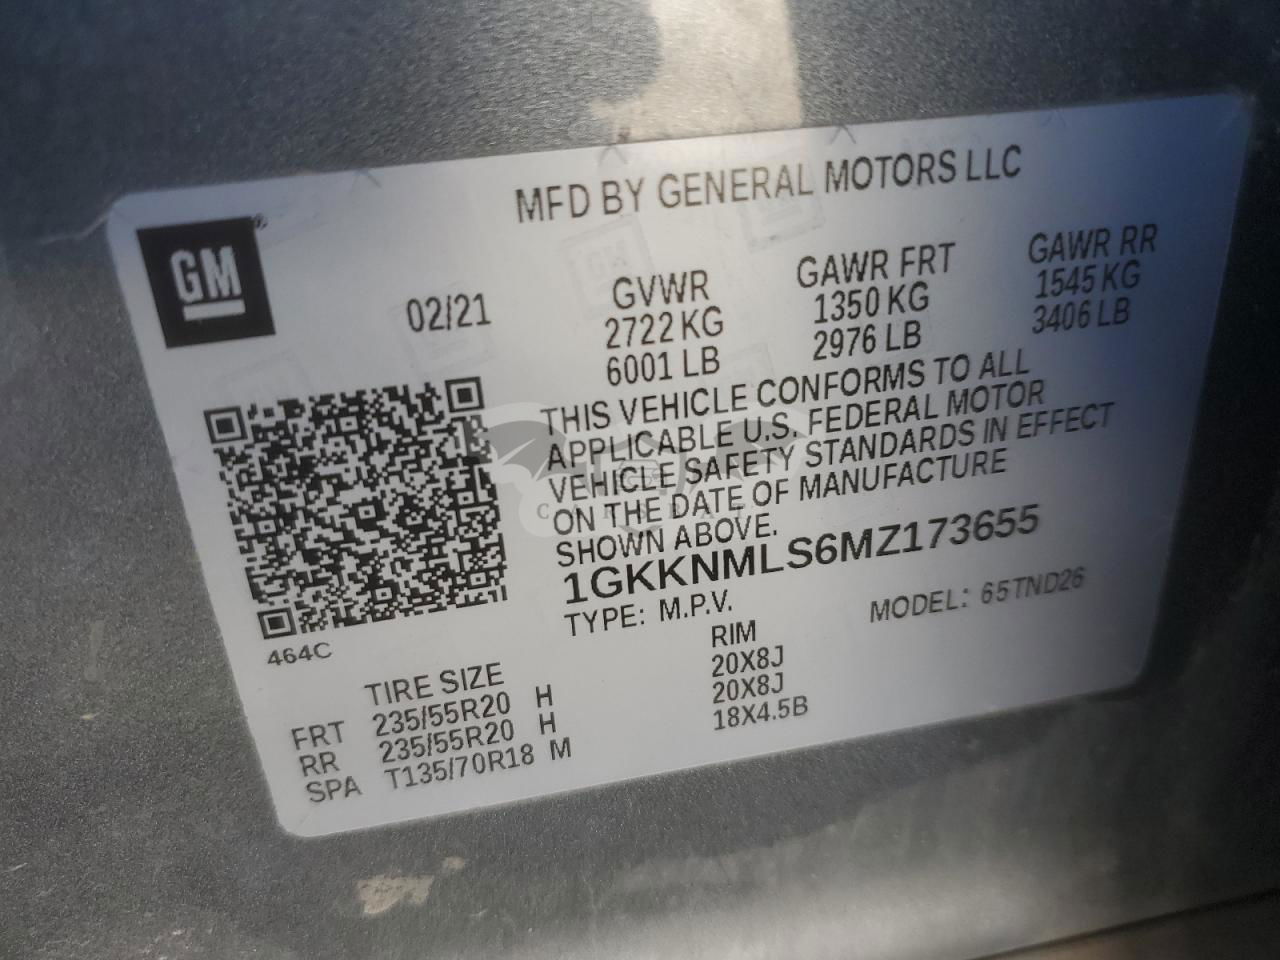 MFD BY GENERAL MOTORS LLC
GM
02/21
GVWR
2722 KG
6001 LB
GAWR FRT
1350 KG
2976 LB
GAWR RR
1545 KG
3406 LB
THIS VEHICLE CONFORMS TO ALL
APPLICABLE U.S. FEDERAL MOTOR
VEHICLE SAFETY STANDARDS IN EFFECT
ON THE DATE OF MANUFACTURE
SHOWN ABOVE.
1GKKNMLS6MZ173655
TYPE: M.P.V.
MODEL: 65TND26
464C
TIRE SIZE RIM
FRT 235/55R20 H 20X8J
RR 235/55R20 H 20X8J
SPA T135/70R18 M 18X4.5B